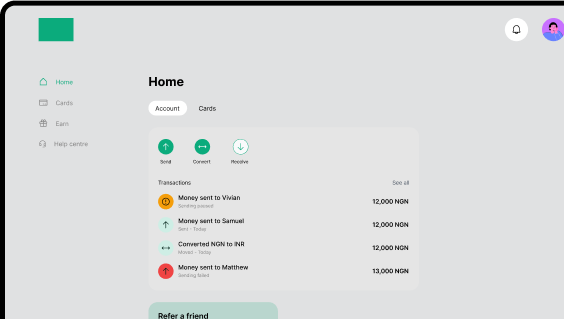 Home
Cards
Earn
Help centre
Home
Account Cards
Send Convert Receive
Transactions See all
Money sent to Vivian 12,000 NGN
Sending paused
Money sent to Samuel 12,000 NGN
Sent - Today
Converted NGN to INR 12,000 NGN
Moved - Today
Money sent to Matthew 13,000 NGN
Sending failed
Refer a friend